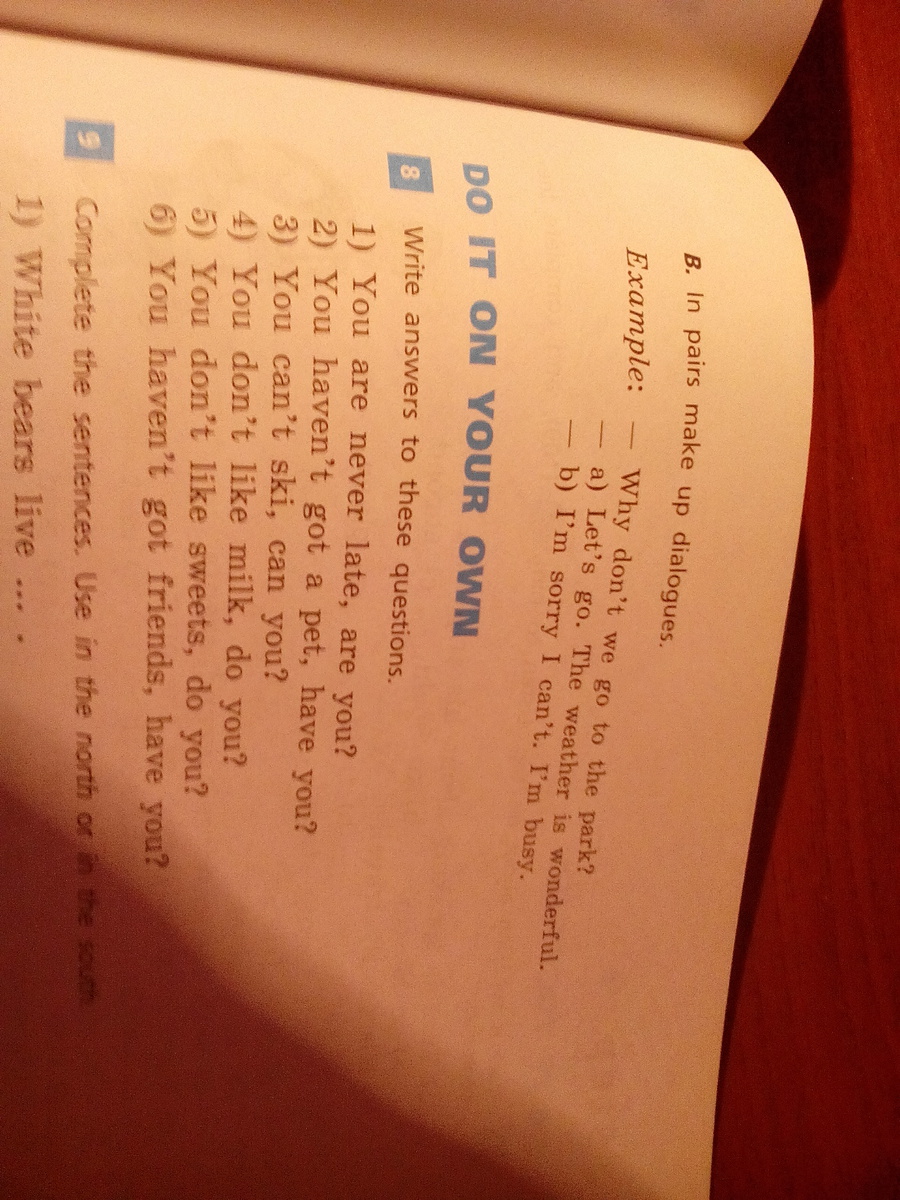 B. In pairs make up dialogues.
Example: — Why don't we go to the park?
— a) Let's go. The weather is wonderful.
— b) I'm sorry I can't. I'm busy.
DO IT ON YOUR OWN
8 Write answers to these questions.
1) You are never late, are you?
2) You haven't got a pet, have you?
3) You can't ski, can you?
4) You don't like milk, do you?
5) You don't like sweets, do you?
6) You haven't got friends, have you?
9 Complete the sentences. Use in the north or in the south
1) White bears live ... .